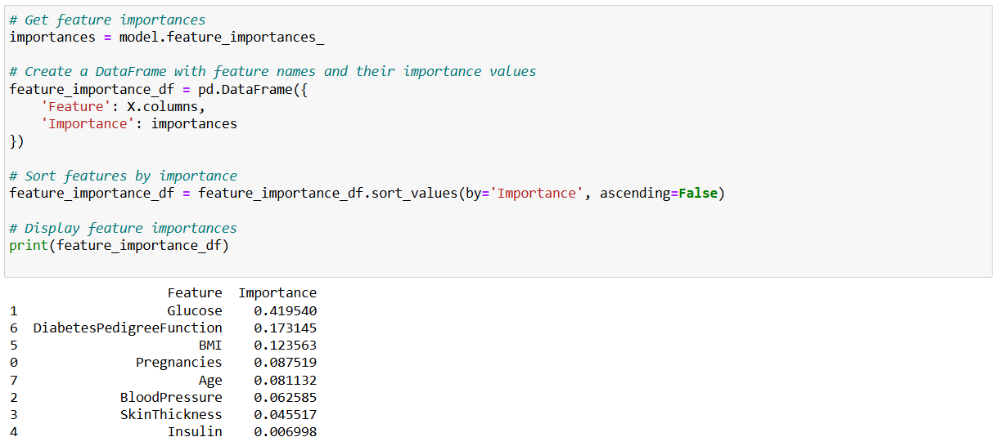 # Get feature importances
importances = model.feature_importances_
# Create a DataFrame with feature names and their importance values
feature_importance_df = pd.DataFrame({
    'Feature': X.columns,
    'Importance': importances
})
# Sort features by importance
feature_importance_df = feature_importance_df.sort_values(by='Importance', ascending=False)
# Display feature importances
print(feature_importance_df)
Feature Importance
1 Glucose 0.419540
6 DiabetesPedigreeFunction 0.173145
5 BMI 0.123563
0 Pregnancies 0.087519
7 Age 0.081132
2 BloodPressure 0.062585
3 SkinThickness 0.045517
4 Insulin 0.006998